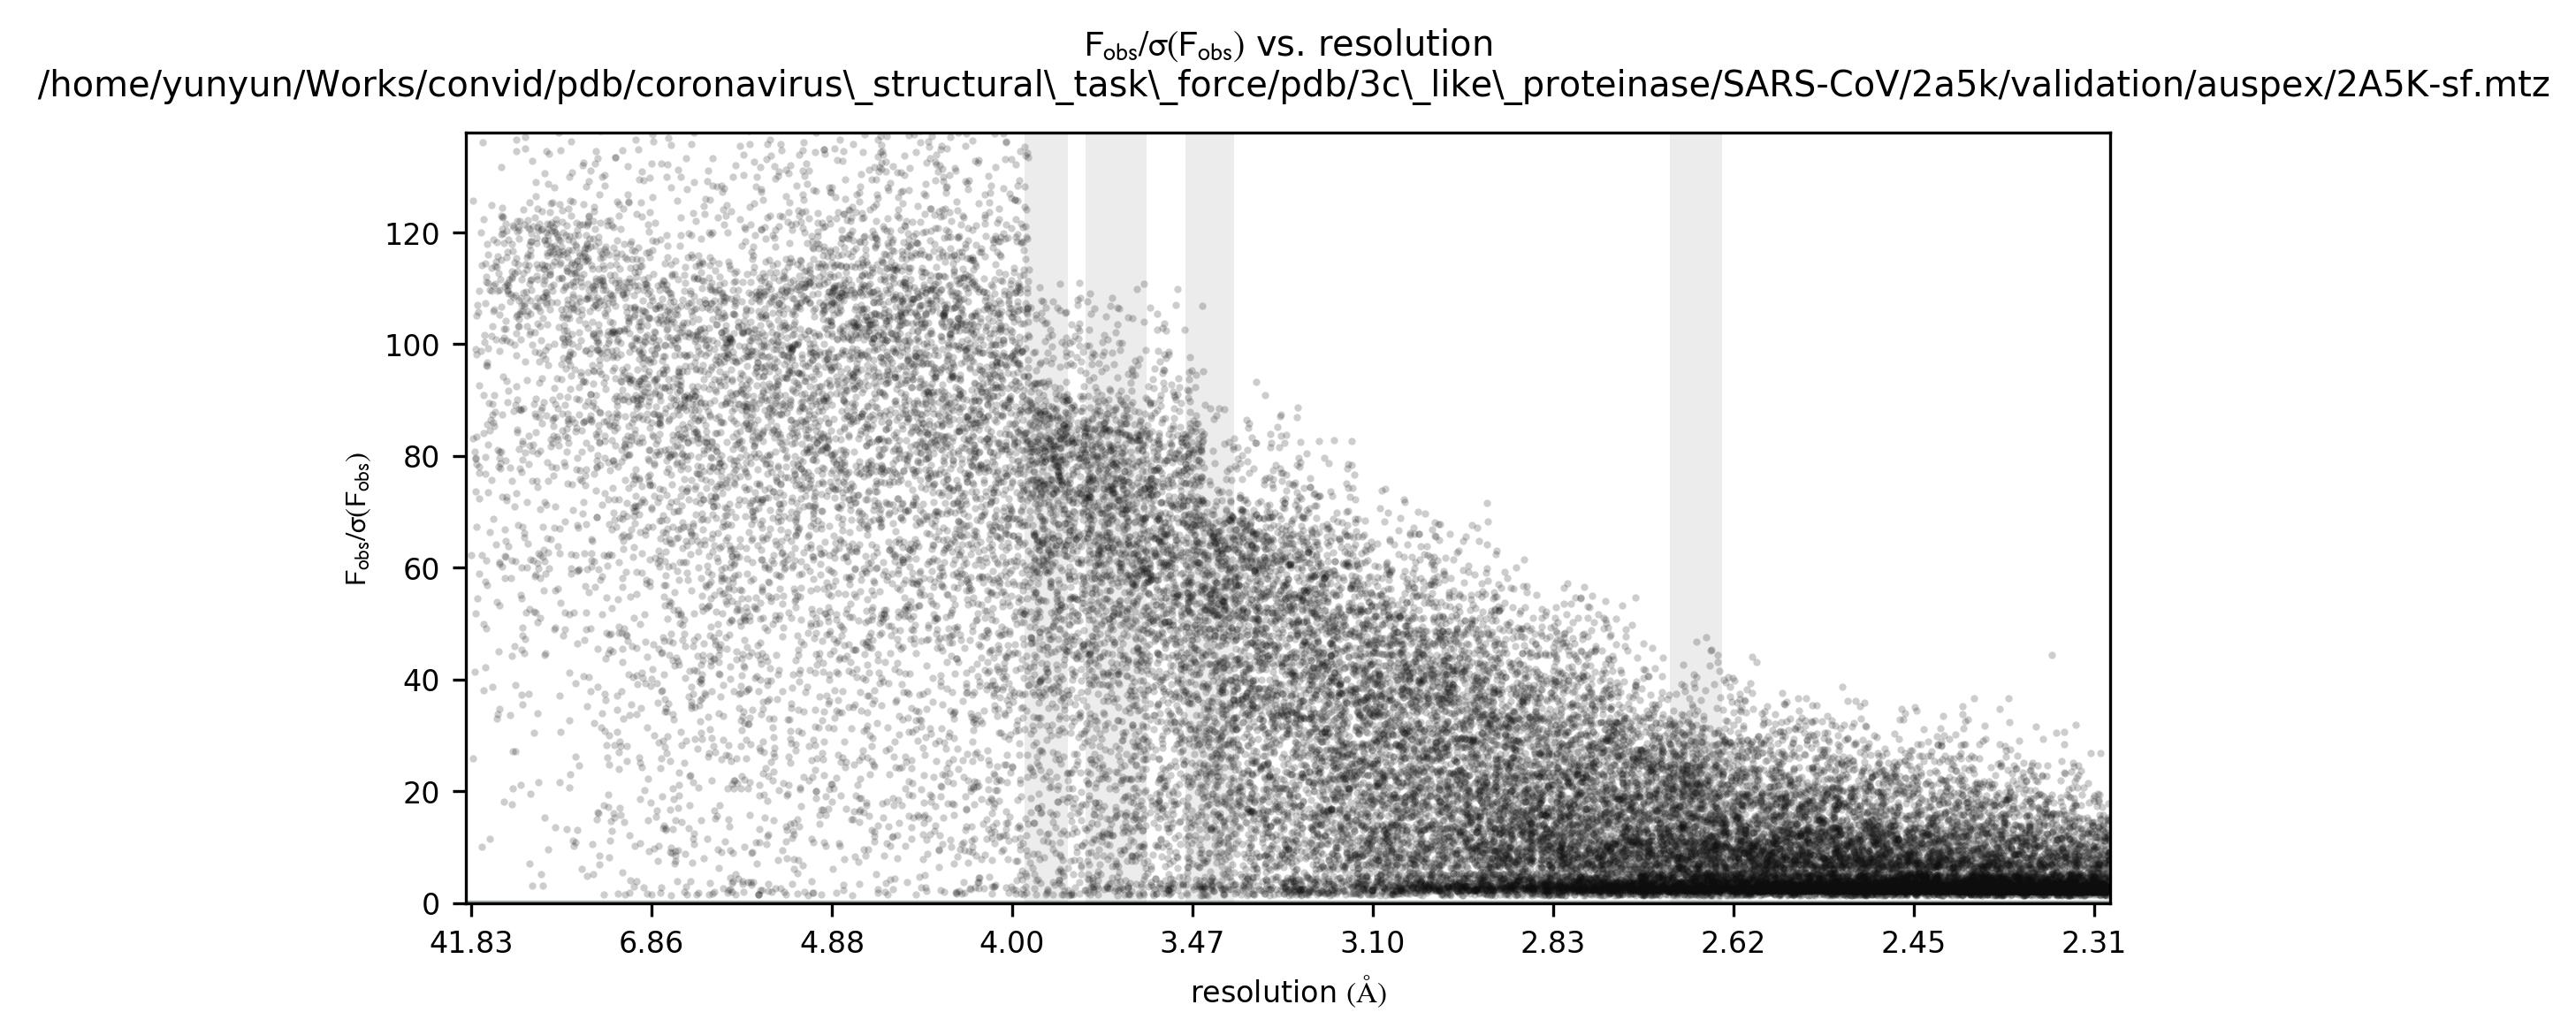 Fobs/σ(Fobs) vs. resolution
/home/yunyun/Works/convid/pdb/coronavirus\_structural\_task\_force/pdb/3c\_like\_proteinase/SARS-CoV/2a5k/validation/auspex/2A5K-sf.mtz
Fobs/σ(Fobs)
120
100
80
60
40
20
0
41.83 6.86 4.88 4.00 3.47 3.10 2.83 2.62 2.45 2.31
resolution (Å)